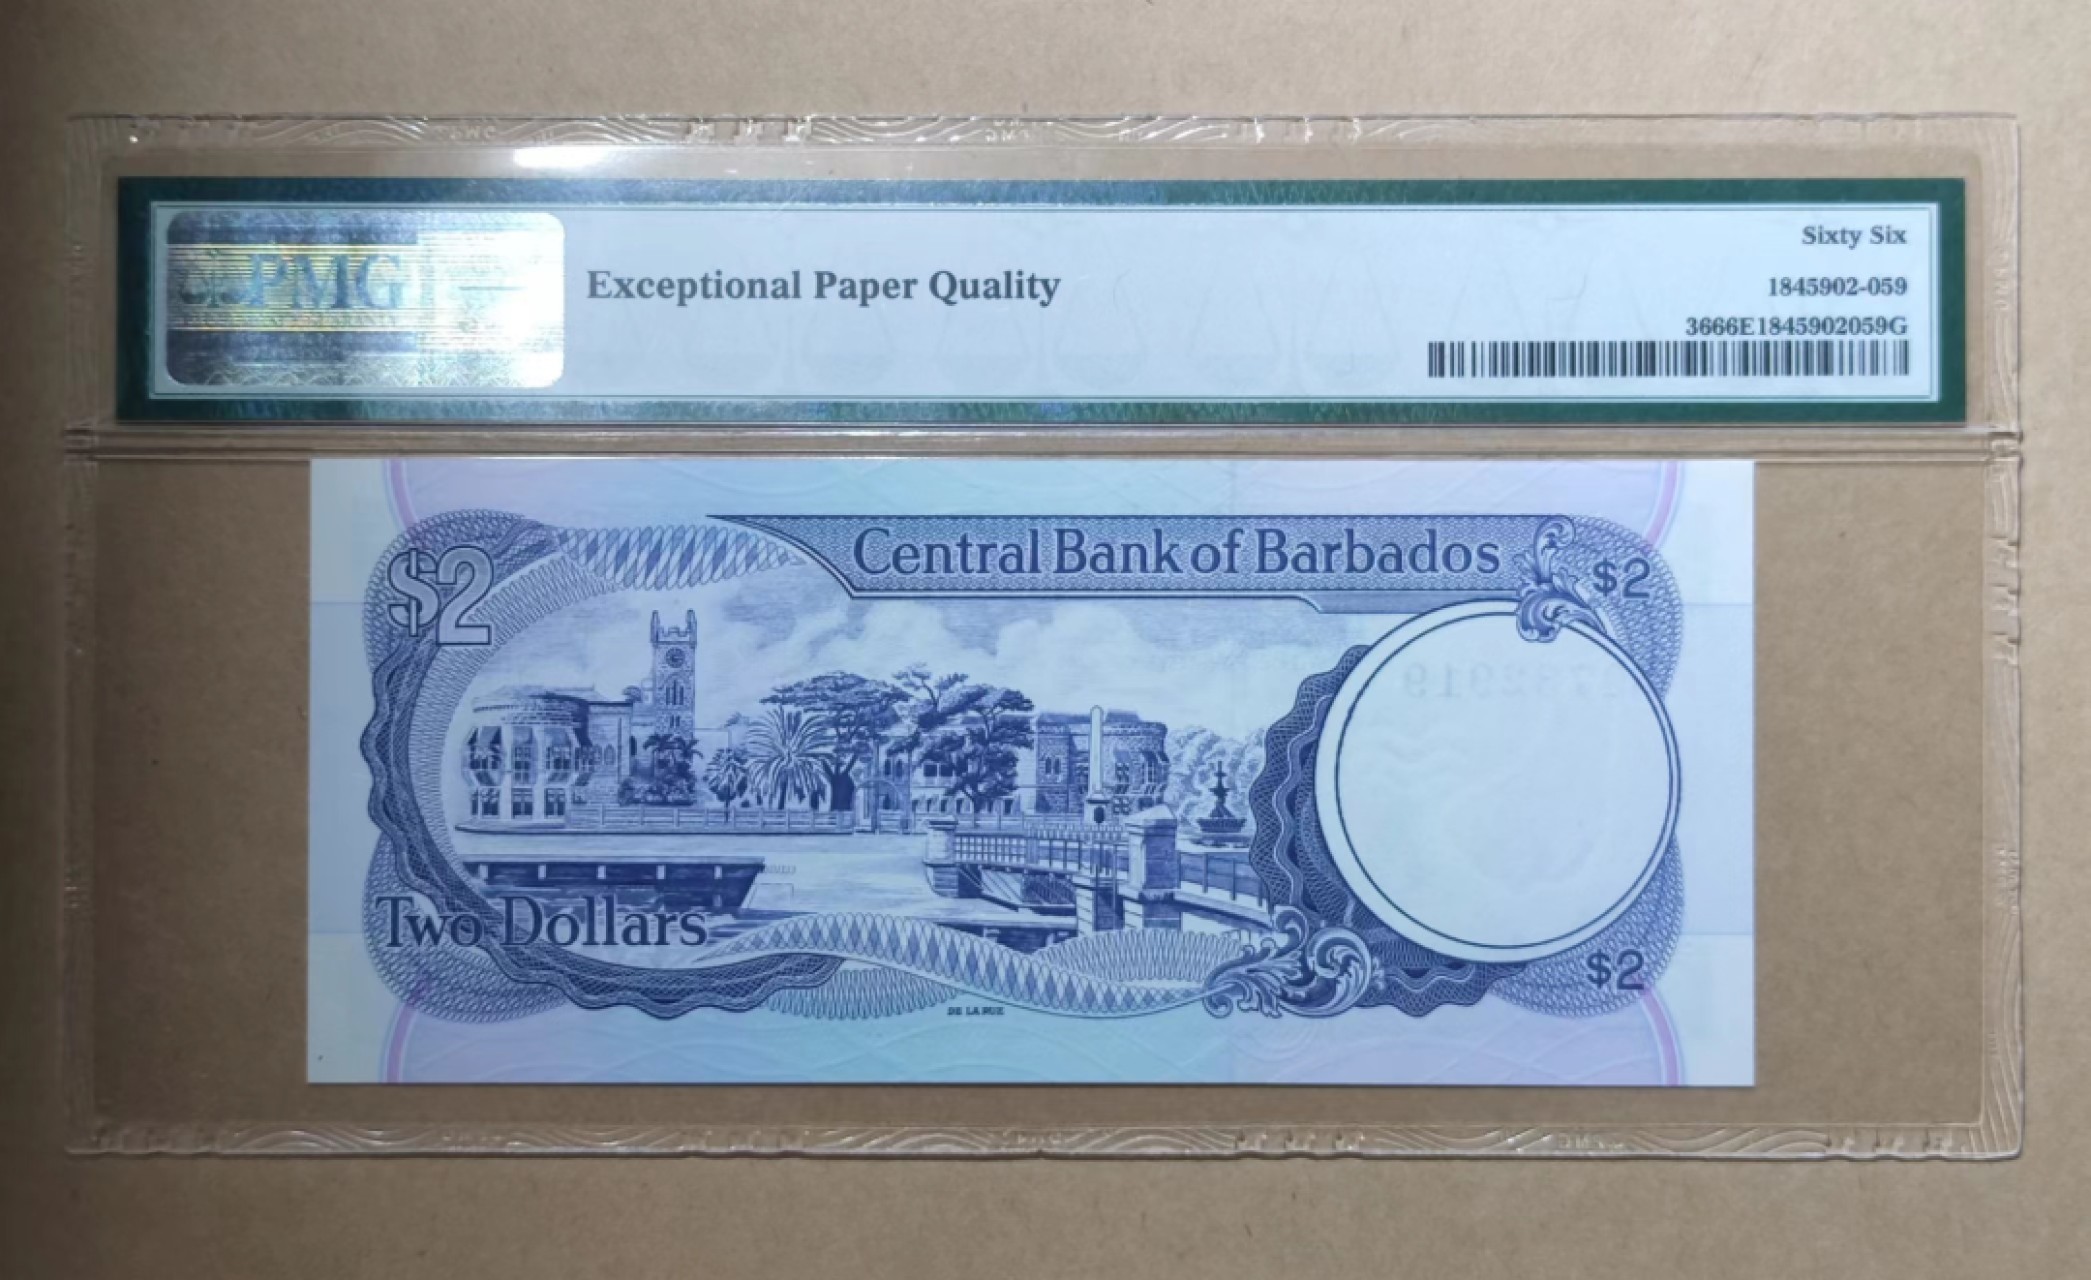 PMG
Exceptional Paper Quality
Sixty Six
1845902-059
3666E1845902059G
Central Bank of Barbados
$2
$2
Two Dollars
$2
DE LA RUE